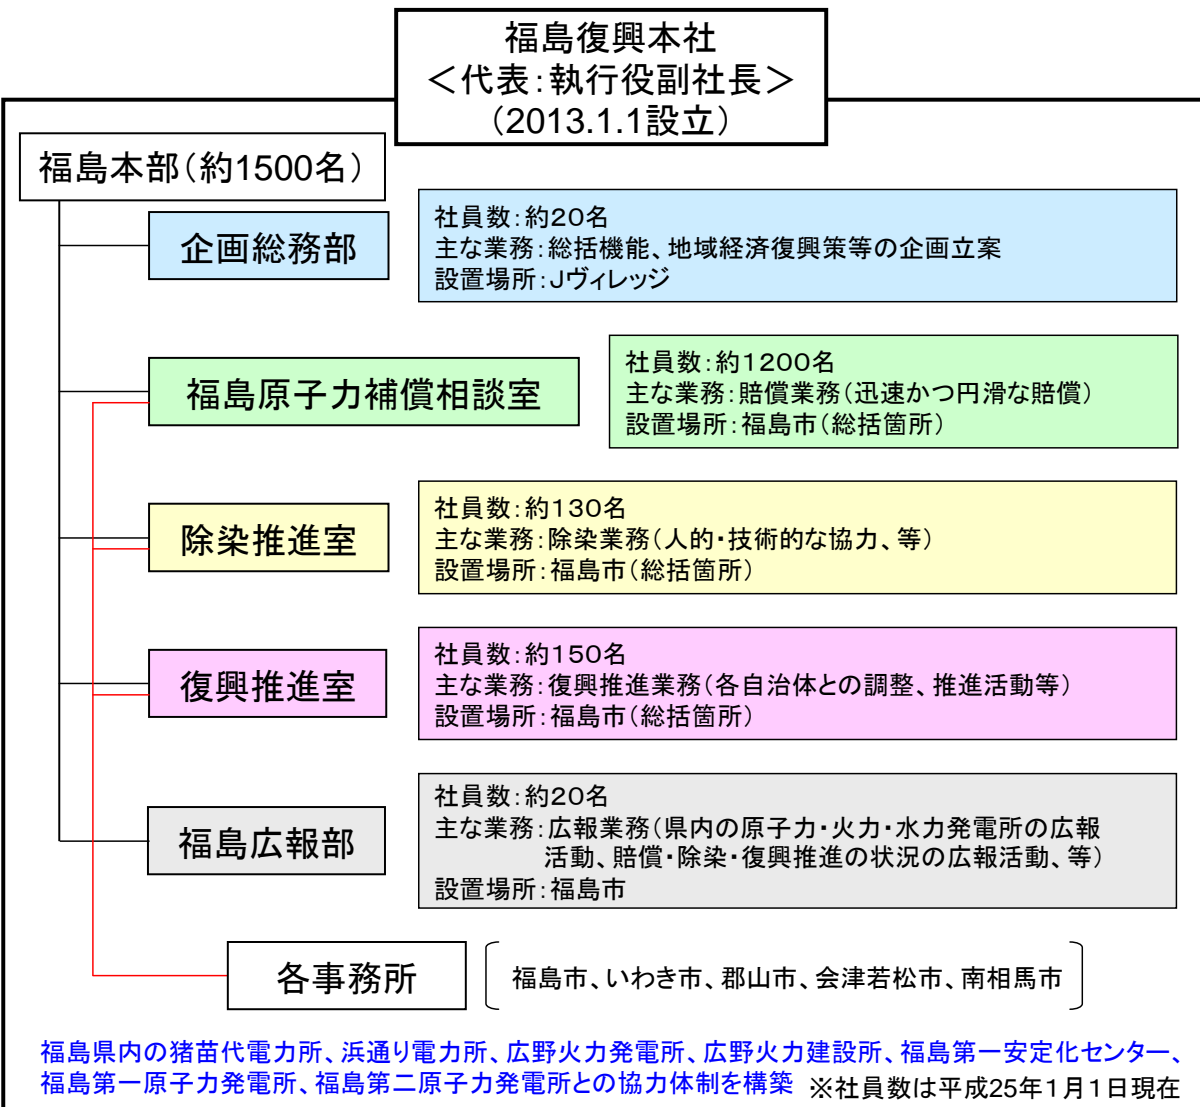 福島復興本社
＜代表：執行役副社長＞
（2013.1.1設立）
福島本部（約1500名）
企画総務部
社員数：約２０名
主な業務：総括機能、地域経済復興策等の企画立案
設置場所：Ｊヴィレッジ
福島原子力補償相談室
社員数：約１２００名
主な業務：賠償業務（迅速かつ円滑な賠償）
設置場所：福島市（総括箇所）
除染推進室
社員数：約１３０名
主な業務：除染業務（人的・技術的な協力、等）
設置場所：福島市（総括箇所）
復興推進室
社員数：約１５０名
主な業務：復興推進業務（各自治体との調整、推進活動等）
設置場所：福島市（総括箇所）
福島広報部
社員数：約２０名
主な業務：広報業務（県内の原子力・火力・水力発電所の広報
活動、賠償・除染・復興推進の状況の広報活動、等）
設置場所：福島市
各事務所
福島市、いわき市、郡山市、会津若松市、南相馬市
福島県内の猪苗代電力所、浜通り電力所、広野火力発電所、広野火力建設所、福島第一安定化センター、
福島第一原子力発電所、福島第二原子力発電所との協力体制を構築 ※社員数は平成25年１月１日現在